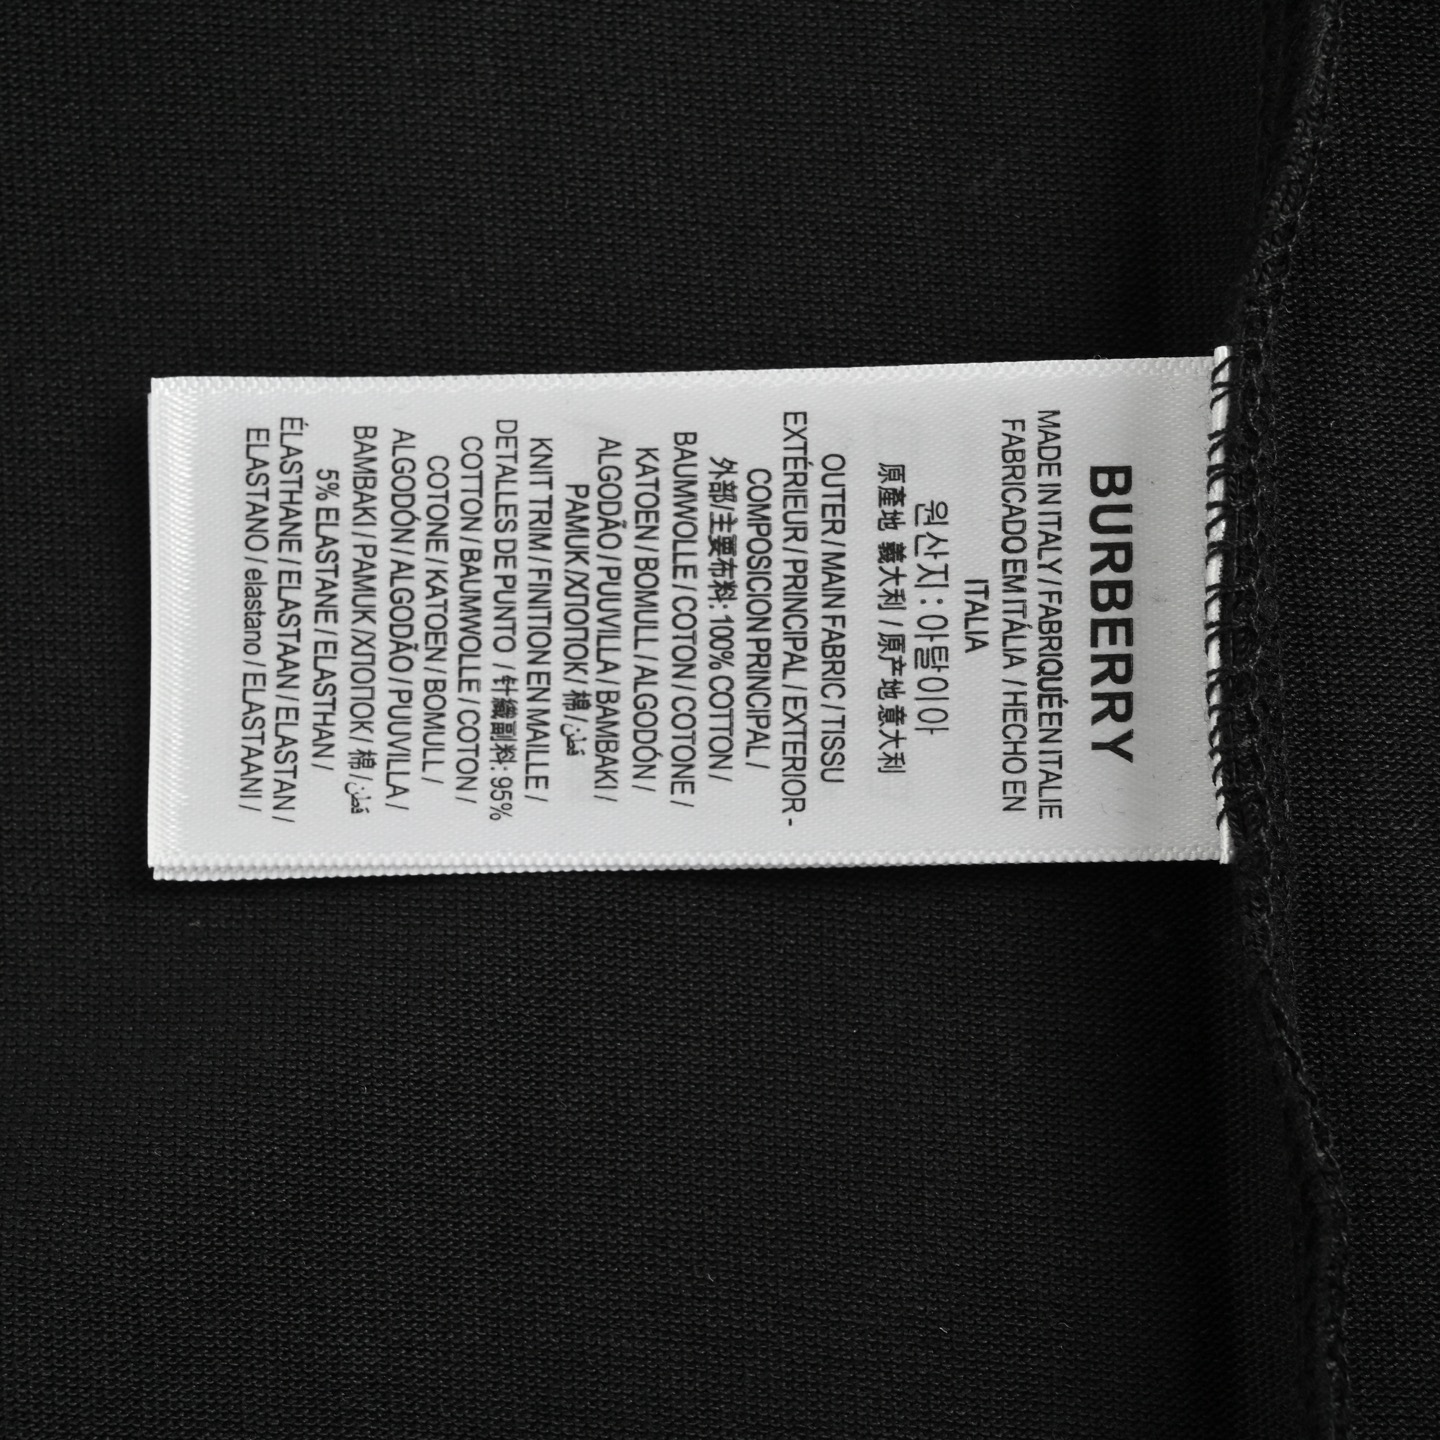 BURBERRY
MADE IN ITALY / FABRIQUÉ EN ITALIE
FABRICADO EM ITÁLIA / HECHO EN
ITALIA
원산지 : 이탈이아
原產地 義大利 / 原产地 意大利
OUTER / MAIN FABRIC / TISSU
EXTÉRIEUR / PRINCIPAL / EXTERIOR -
COMPOSICION PRINCIPAL /
外部/主要布料: 100% COTTON /
BAUMWOLLE / COTON / COTONE /
KATOEN / BOMULL / ALGODÓN /
ALGODÃO / PUUVILLA / BAMBAKI /
PAMUK /ХЛОПОК/ 棉 / قطن
KNIT TRIM / FINITION EN MAILLE /
DETALLES DE PUNTO / 針織副料: 95%
COTTON / BAUMWOLLE / COTON /
COTONE / KATOEN / BOMULL /
ALGODÓN / ALGODÃO / PUUVILLA /
BAMBAKI / PAMUK /ХЛОПОК/ 棉 / قطن
5% ELASTANE / ELASTHAN /
ÉLASTHANE / ELASTAAN / ELASTAN /
ELASTANO / elastano / ELASTAANI /